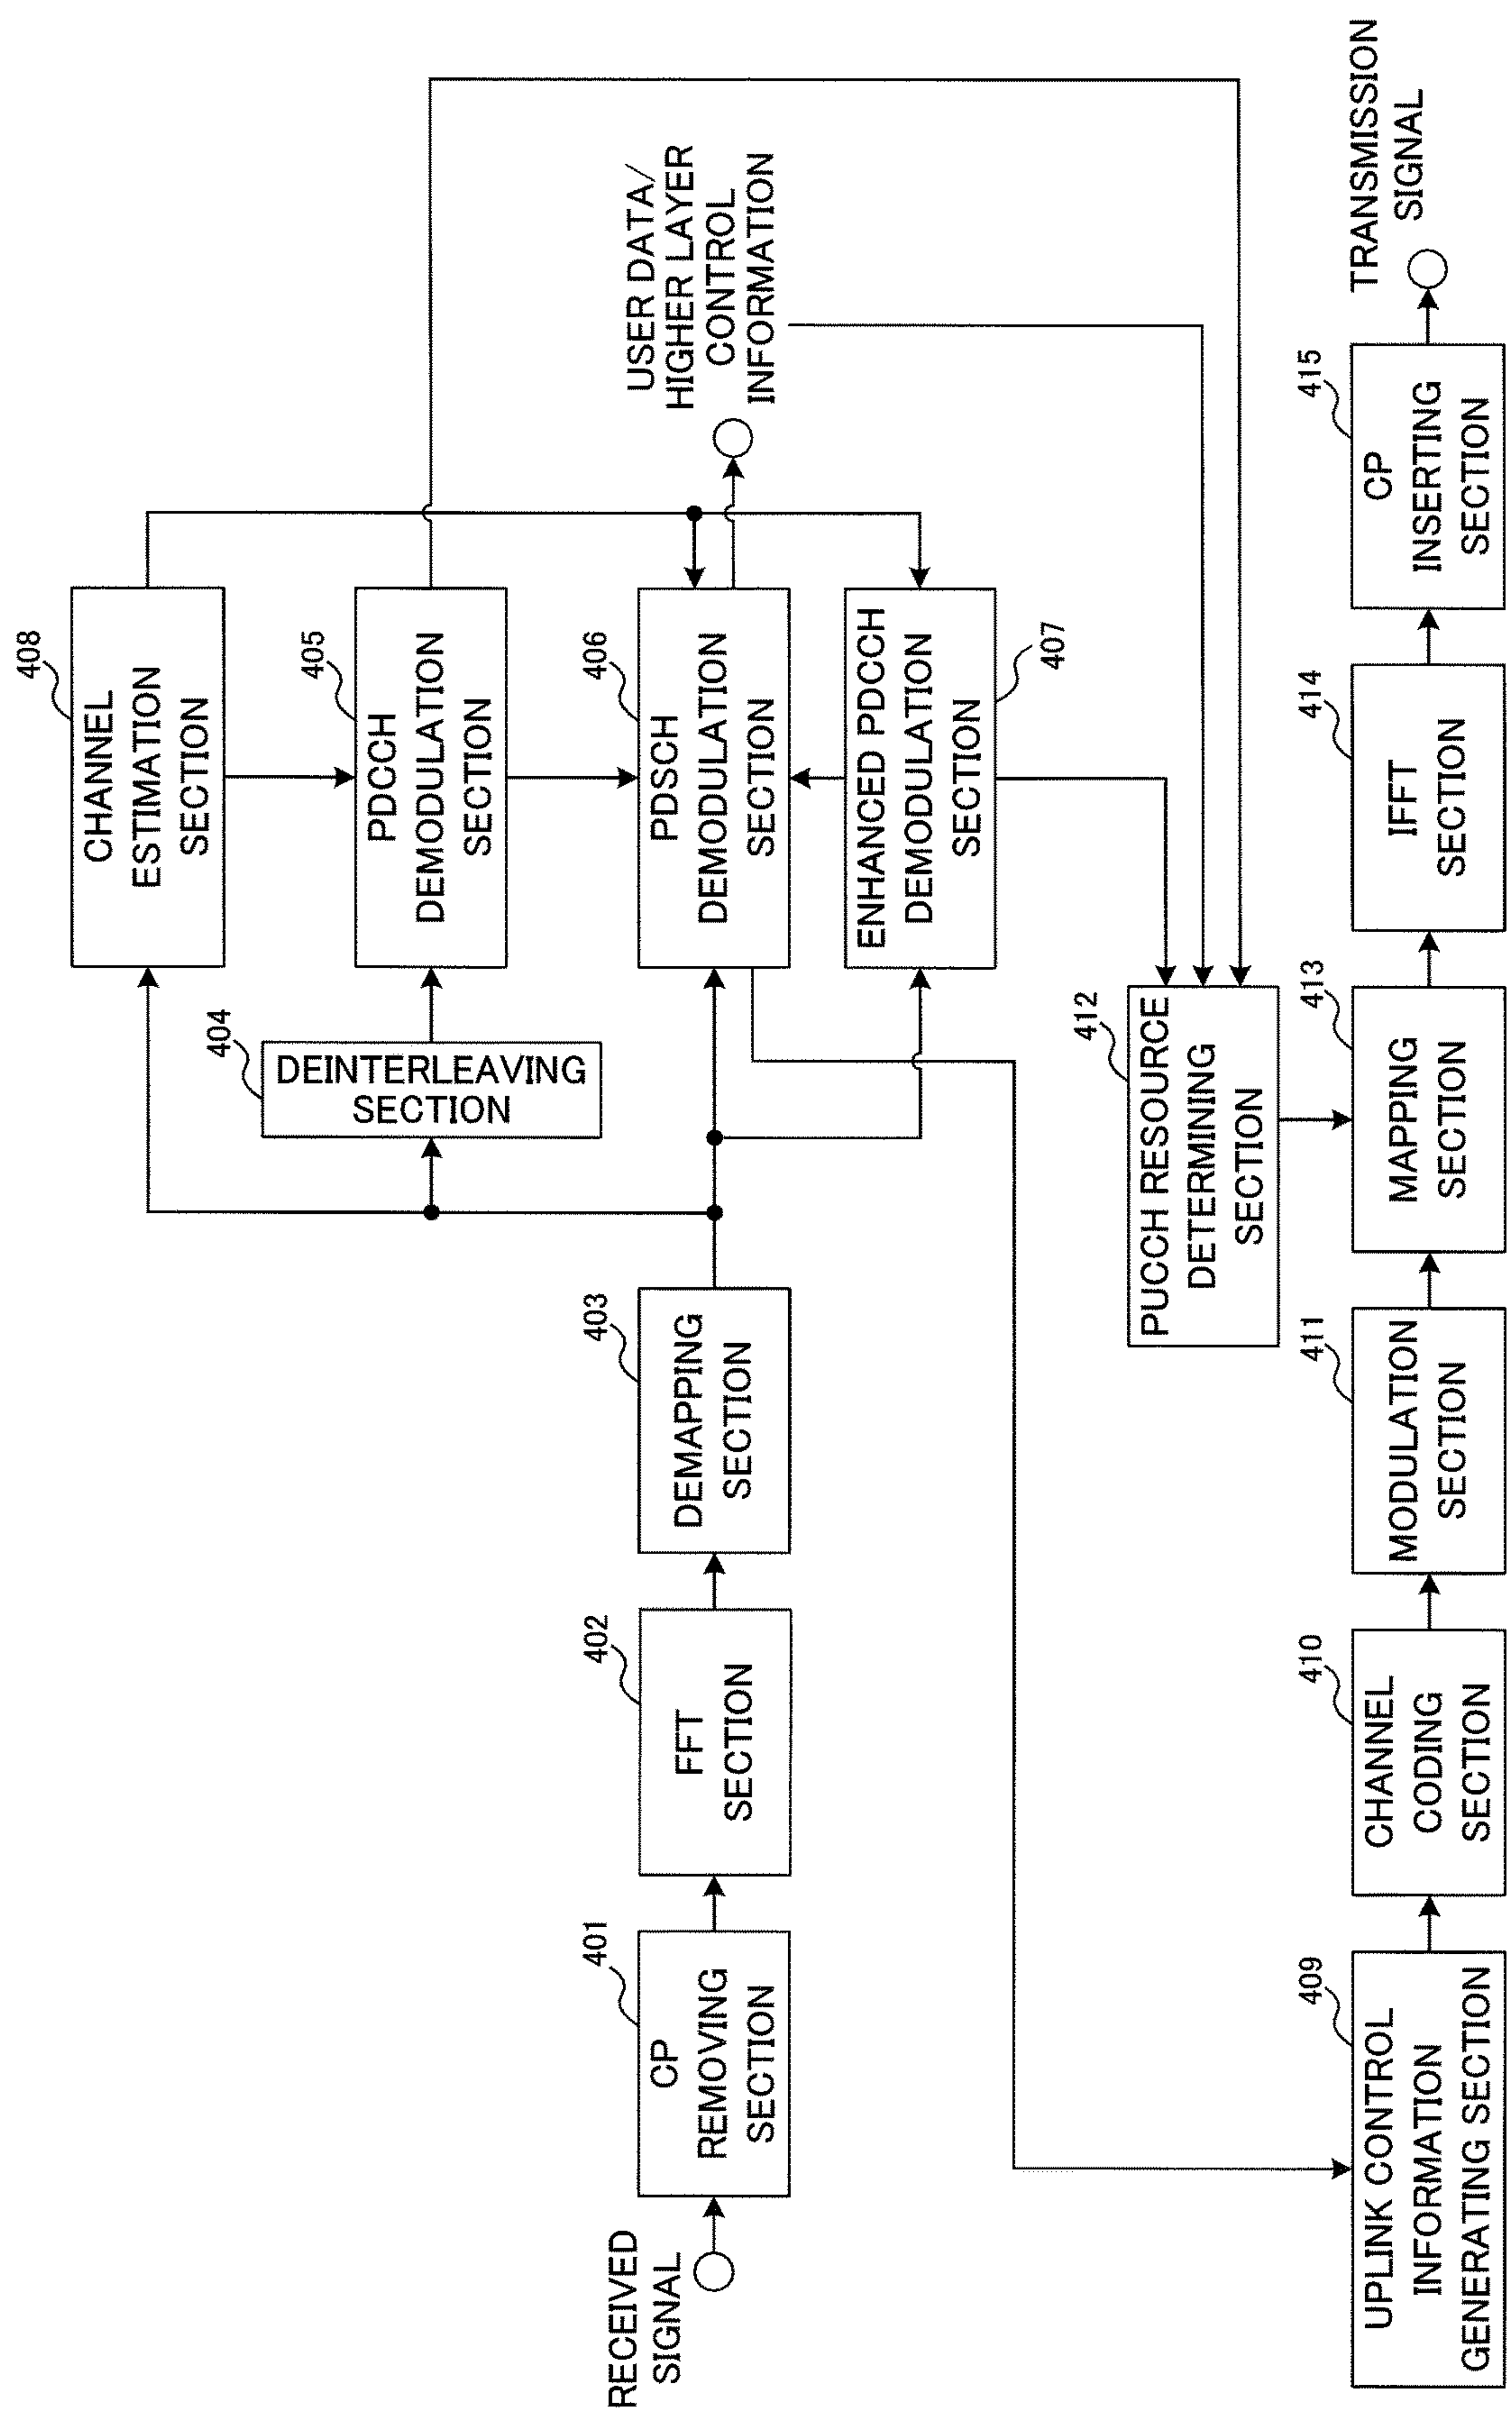 408
CHANNEL
ESTIMATION
SECTION
404
DEINTERLEAVING
SECTION
405
PDCCH
DEMODULATION
SECTION
USER DATA/
HIGHER LAYER
CONTROL
INFORMATION
RECEIVED
SIGNAL
401
CP
REMOVING
SECTION
402
FFT
SECTION
403
DEMAPPING
SECTION
406
PDSCH
DEMODULATION
SECTION
407
ENHANCED PDCCH
DEMODULATION
SECTION
412
PUCCH RESOURCE
DETERMINING
SECTION
409
UPLINK CONTROL
INFORMATION
GENERATING SECTION
410
CHANNEL
CODING
SECTION
411
MODULATION
SECTION
413
MAPPING
SECTION
414
IFFT
SECTION
415
CP
INSERTING
SECTION
TRANSMISSION
SIGNAL